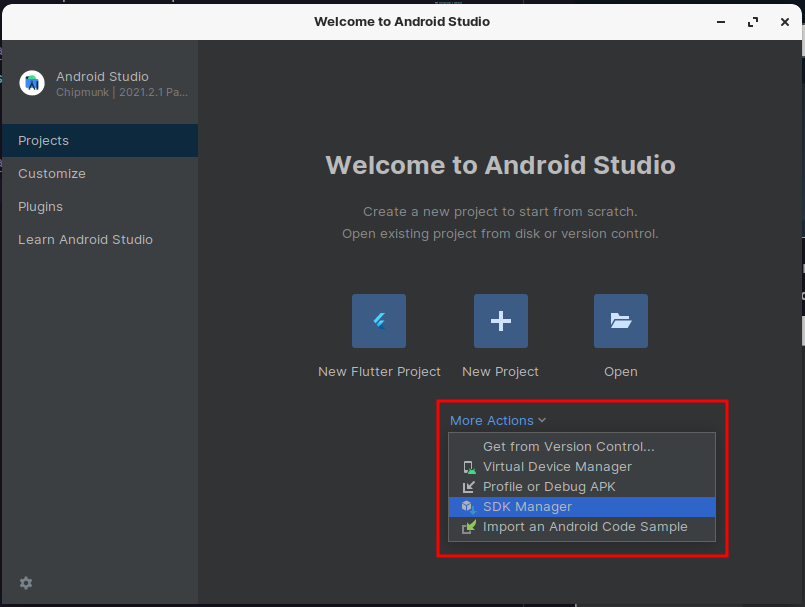 Welcome to Android Studio
Android Studio
Chipmunk | 2021.2.1 Pa...
Projects
Customize
Plugins
Learn Android Studio
Welcome to Android Studio
Create a new project to start from scratch.
Open existing project from disk or version control.
New Flutter Project
New Project
Open
More Actions
Get from Version Control...
Virtual Device Manager
Profile or Debug APK
SDK Manager
Import an Android Code Sample